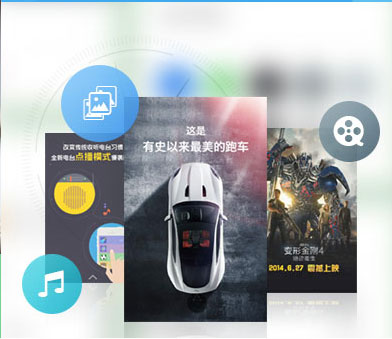 改变传统收听电台习惯
全新电台点播模式
这是
有史以来最美的跑车
变形金刚4
2014.6.27 震撼上映